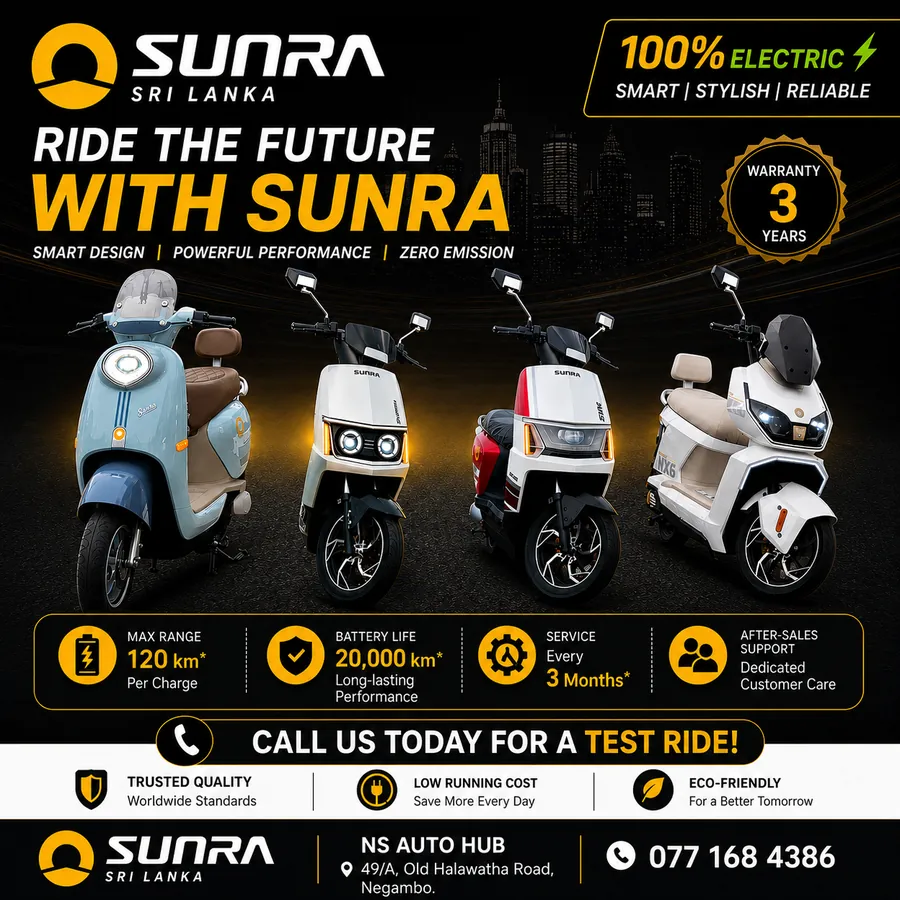 SUNRA
SRI LANKA
100% ELECTRIC
SMART | STYLISH | RELIABLE
RIDE THE FUTURE
WITH SUNRA
SMART DESIGN | POWERFUL PERFORMANCE | ZERO EMISSION
WARRANTY
3
YEARS
Sunra
SUNRA
SUNRA
NX6
MAX RANGE
120 km*
Per Charge
BATTERY LIFE
20,000 km*
Long-lasting
Performance
SERVICE
Every
3 Months*
AFTER-SALES
SUPPORT
Dedicated
Customer Care
CALL US TODAY FOR A TEST RIDE!
TRUSTED QUALITY
Worldwide Standards
LOW RUNNING COST
Save More Every Day
ECO-FRIENDLY
For a Better Tomorrow
SUNRA
SRI LANKA
NS AUTO HUB
49/A, Old Halawatha Road,
Negambo.
077 168 4386